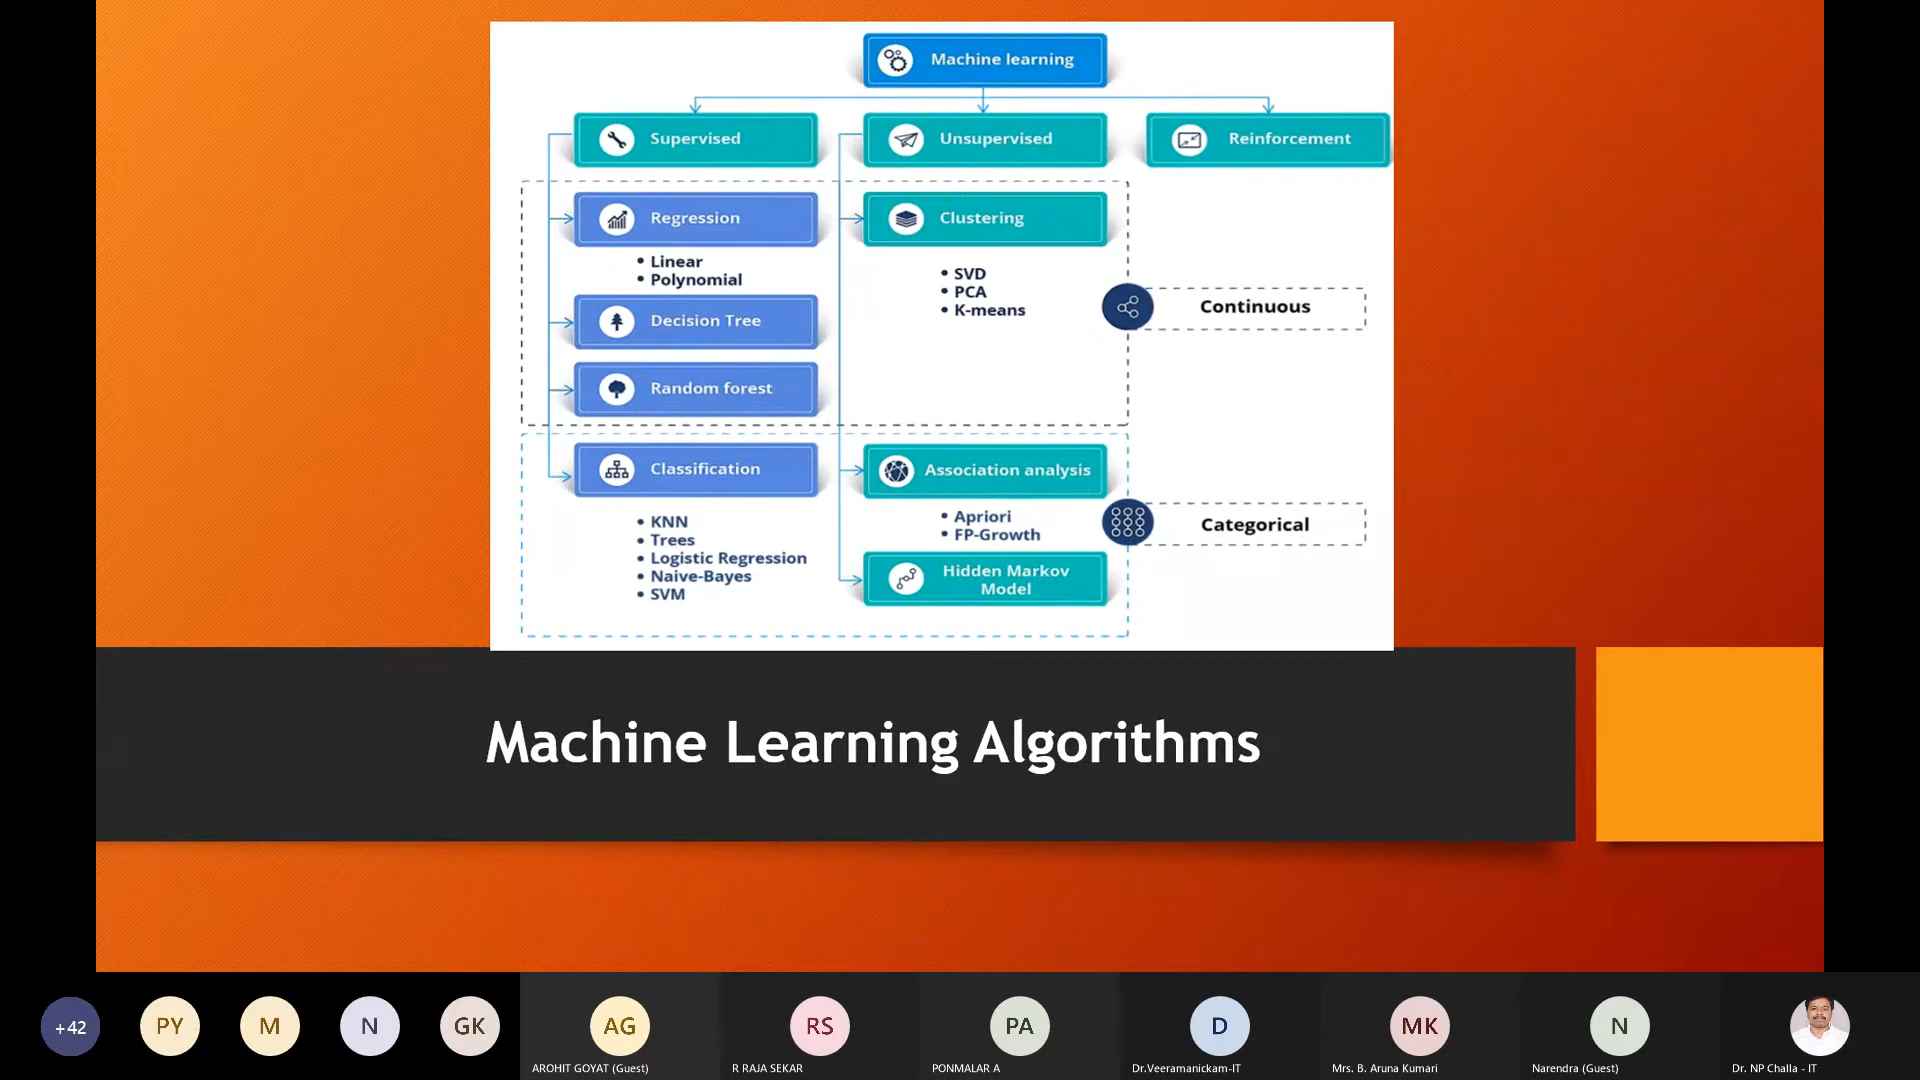 Machine learning
Supervised
Unsupervised
Reinforcement
Regression
• Linear
• Polynomial
Decision Tree
Random forest
Clustering
• SVD
• PCA
• K-means
Continuous
Classification
• KNN
• Trees
• Logistic Regression
• Naive-Bayes
• SVM
Association analysis
• Apriori
• FP-Growth
Hidden Markov
Model
Categorical
Machine Learning Algorithms
+42
PY
M
N
GK
AG
AROHIT GOYAT (Guest)
RS
R RAJA SEKAR
PA
PONMALAR A
D
Dr.Veeramanickam-IT
MK
Mrs. B. Aruna Kumari
N
Narendra (Guest)
Dr. NP Challa - IT